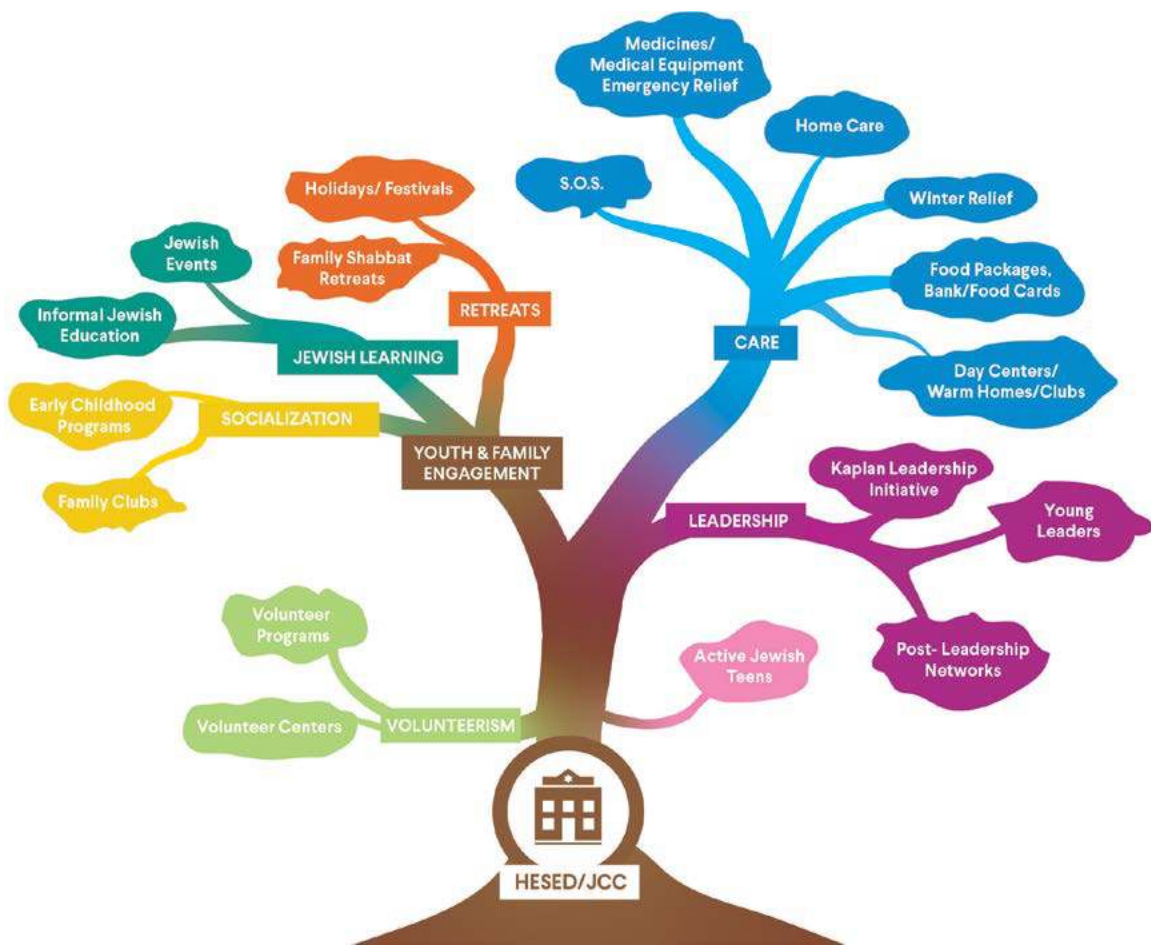 Medicines/
Medical Equipment
Emergency Relief
Home Care
S.O.S.
Winter Relief
Food Packages,
Bank/Food Cards
Day Centers/
Warm Homes/Clubs
CARE
Holidays/ Festivals
Family Shabbat
Retreats
RETREATS
Jewish
Events
Informal Jewish
Education
JEWISH LEARNING
Early Childhood
Programs
SOCIALIZATION
Family Clubs
YOUTH & FAMILY
ENGAGEMENT
Kaplan Leadership
Initiative
Young
Leaders
LEADERSHIP
Post- Leadership
Networks
Volunteer
Programs
Volunteer Centers
VOLUNTEERISM
Active Jewish
Teens
HESED/JCC